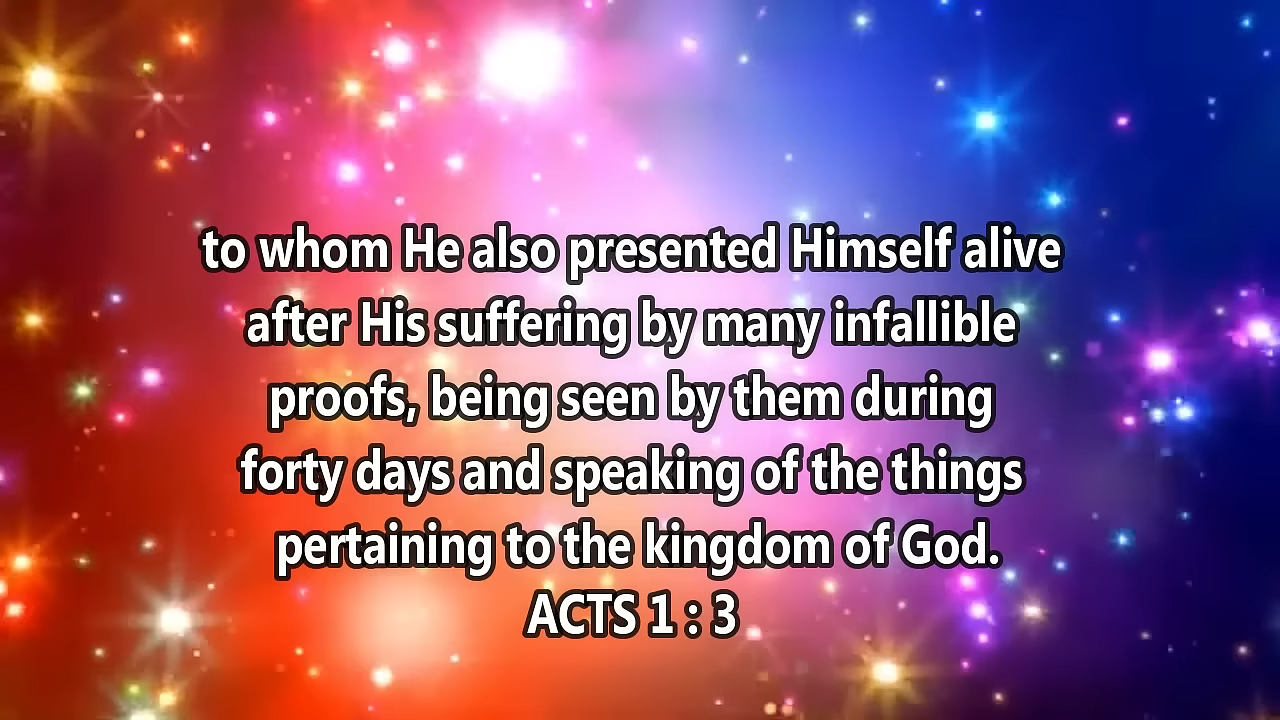 to whom He also presented Himself alive
after His suffering by many infallible
proofs, being seen by them during
forty days and speaking of the things
pertaining to the kingdom of God.
ACTS 1 : 3